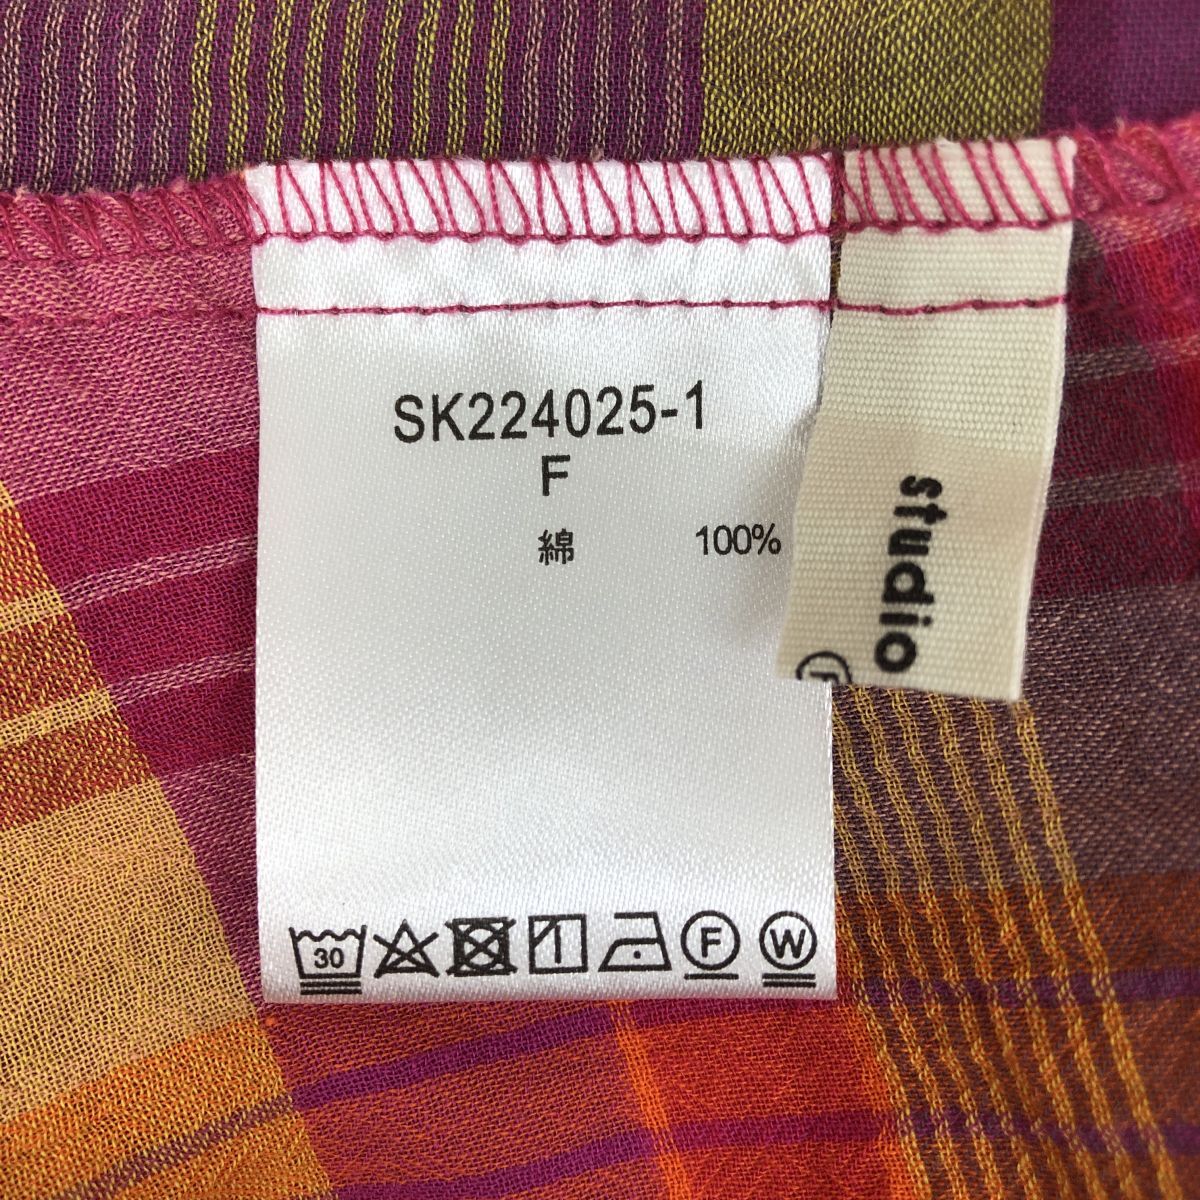 SK224025-1
F
綿 100%
30 F W
studio